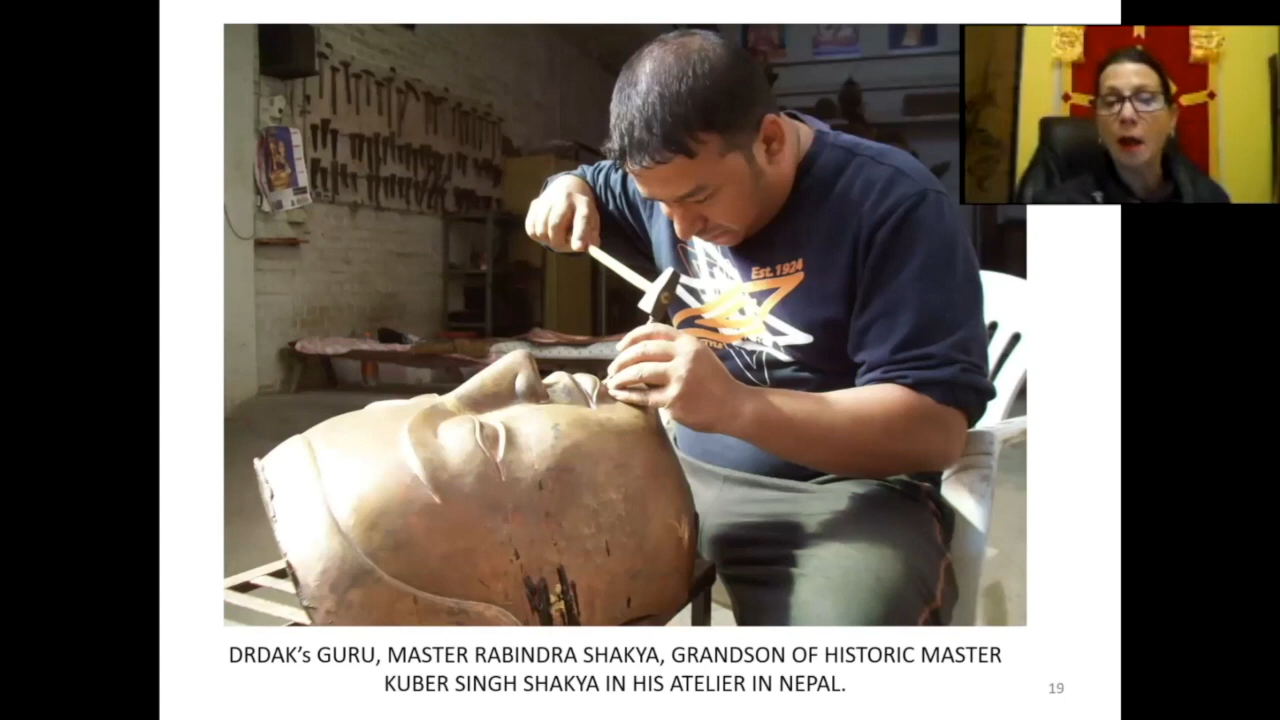 Est. 1924
DRDAK's GURU, MASTER RABINDRA SHAKYA, GRANDSON OF HISTORIC MASTER
KUBER SINGH SHAKYA IN HIS ATELIER IN NEPAL.
19